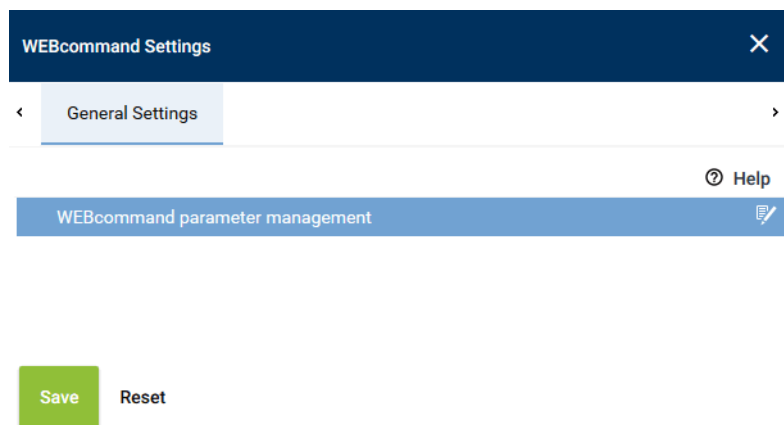 WEBcommand Settings
General Settings
Help
WEBcommand parameter management
Save Reset